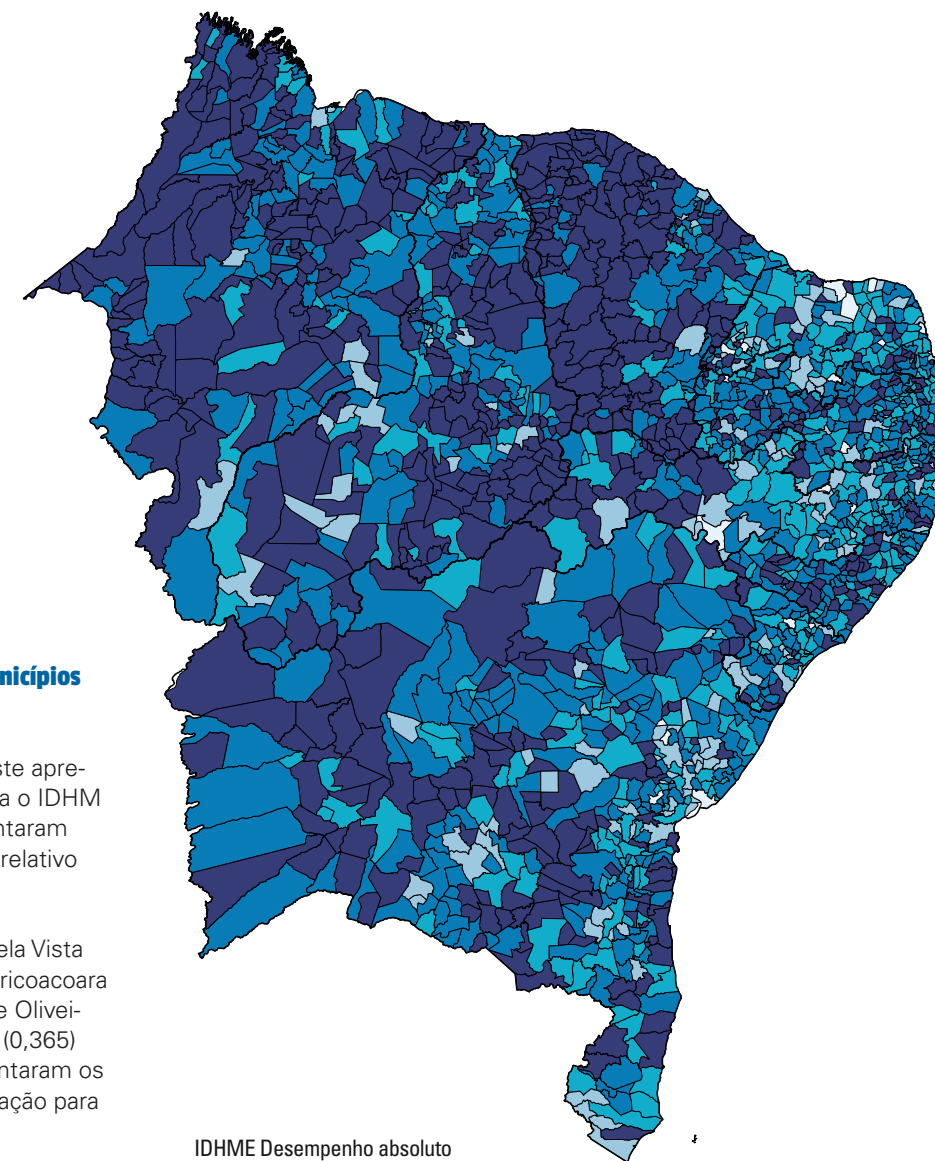 nicípios
ste apre-
a o IDHM
ntaram
relativo
ela Vista
ricoacoara
e Olivei-
(0,365)
ntaram os
ação para
IDHME Desempenho absoluto